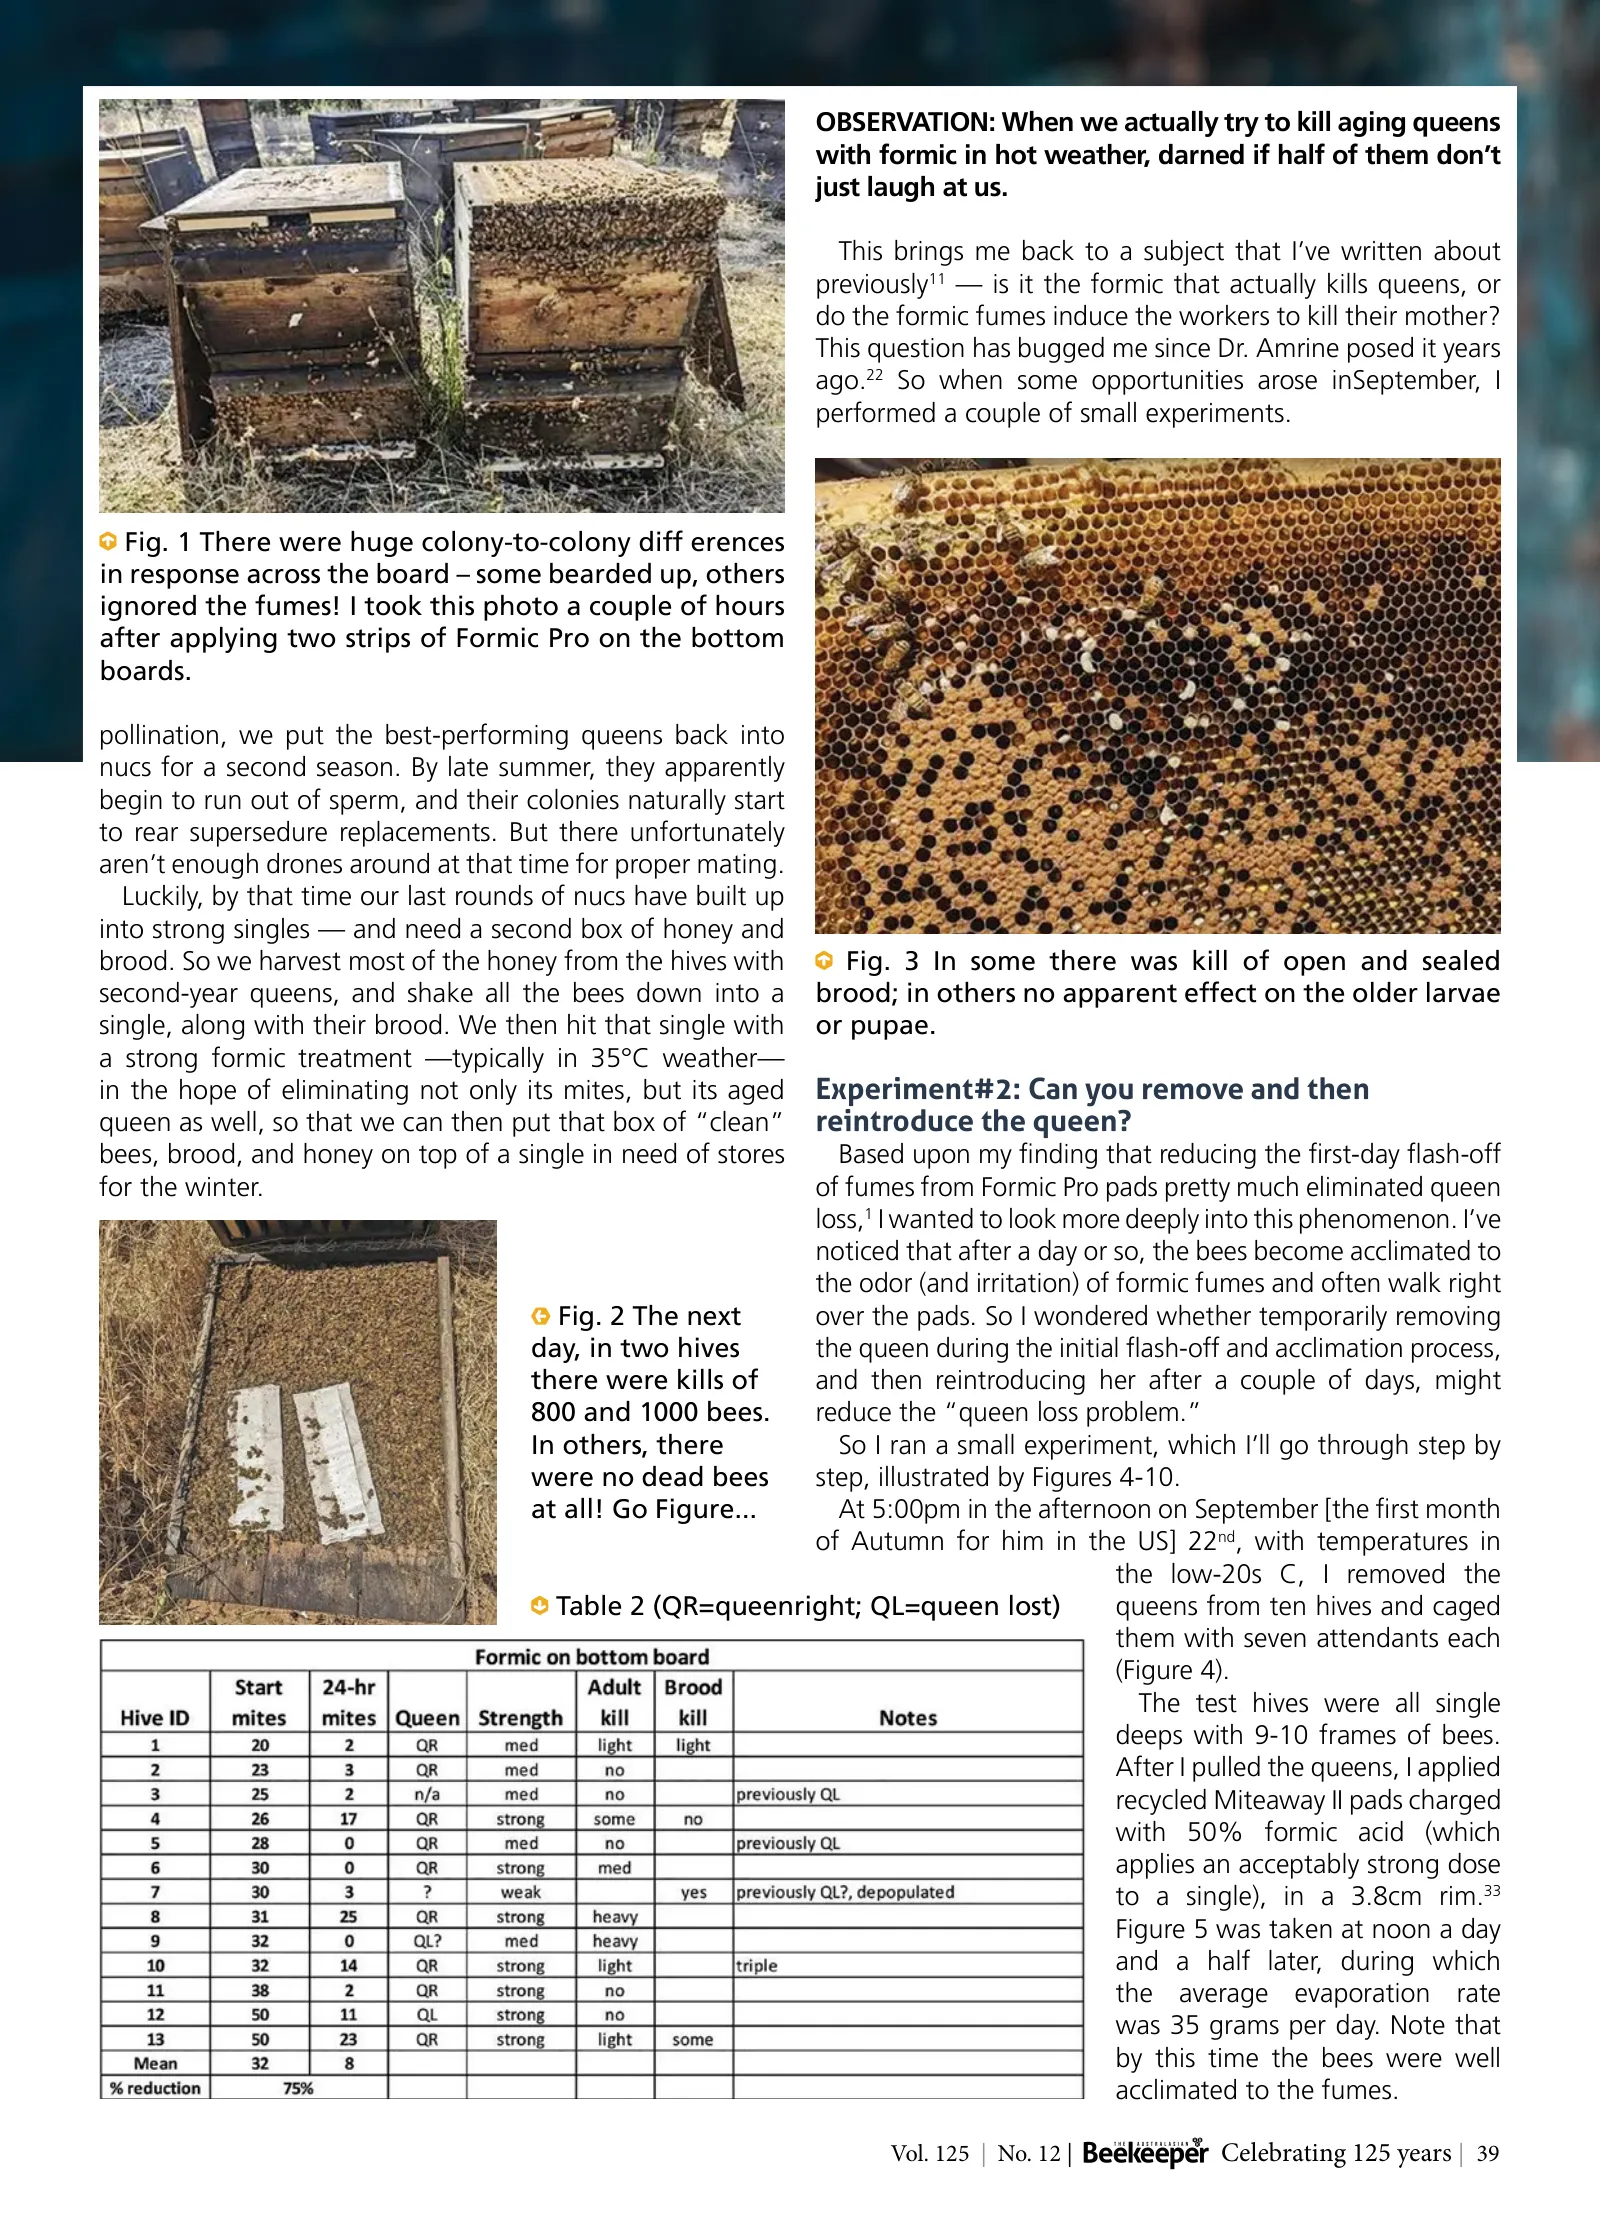 Fig. 1 There were huge colony-to-colony diff erences
in response across the board – some bearded up, others
ignored the fumes! I took this photo a couple of hours
after applying two strips of Formic Pro on the bottom
boards.
pollination, we put the best-performing queens back into
nucs for a second season. By late summer, they apparently
begin to run out of sperm, and their colonies naturally start
to rear supersedure replacements. But there unfortunately
aren’t enough drones around at that time for proper mating.
Luckily, by that time our last rounds of nucs have built up
into strong singles — and need a second box of honey and
brood. So we harvest most of the honey from the hives with
second-year queens, and shake all the bees down into a
single, along with their brood. We then hit that single with
a strong formic treatment —typically in 35°C weather—
in the hope of eliminating not only its mites, but its aged
queen as well, so that we can then put that box of “clean”
bees, brood, and honey on top of a single in need of stores
for the winter.
Fig. 2 The next
day, in two hives
there were kills of
800 and 1000 bees.
In others, there
were no dead bees
at all! Go Figure...
OBSERVATION: When we actually try to kill aging queens
with formic in hot weather, darned if half of them don’t
just laugh at us.
This brings me back to a subject that I’ve written about
previously¹¹ — is it the formic that actually kills queens, or
do the formic fumes induce the workers to kill their mother?
This question has bugged me since Dr. Amrine posed it years
ago.²² So when some opportunities arose inSeptember, I
performed a couple of small experiments.
Fig. 3 In some there was kill of open and sealed
brood; in others no apparent effect on the older larvae
or pupae.
Experiment#2: Can you remove and then
reintroduce the queen?
Based upon my finding that reducing the first-day flash-off
of fumes from Formic Pro pads pretty much eliminated queen
loss,¹ I wanted to look more deeply into this phenomenon. I’ve
noticed that after a day or so, the bees become acclimated to
the odor (and irritation) of formic fumes and often walk right
over the pads. So I wondered whether temporarily removing
the queen during the initial flash-off and acclimation process,
and then reintroducing her after a couple of days, might
reduce the “queen loss problem.”
So I ran a small experiment, which I’ll go through step by
step, illustrated by Figures 4-10.
At 5:00pm in the afternoon on September [the first month
of Autumn for him in the US] 22ⁿᵈ, with temperatures in
the low-20s C, I removed the
queens from ten hives and caged
them with seven attendants each
(Figure 4).
The test hives were all single
deeps with 9-10 frames of bees.
After I pulled the queens, I applied
recycled Miteaway II pads charged
with 50% formic acid (which
applies an acceptably strong dose
to a single), in a 3.8cm rim.³³
Figure 5 was taken at noon a day
and a half later, during which
the average evaporation rate
was 35 grams per day. Note that
by this time the bees were well
acclimated to the fumes.
Table 2 (QR=queenright; QL=queen lost)
Formic on bottom board
Hive ID Start mites 24-hr mites Queen Strength Adult kill Brood kill Notes
1 20 2 QR med light light
2 23 3 QR med no
3 25 2 n/a med no previously QL
4 26 17 QR strong some no
5 28 0 QR med no previously QL
6 30 0 QR strong med
7 30 3 ? weak yes previously QL?, depopulated
8 31 25 QR strong heavy
9 32 0 QL? med heavy
10 32 14 QR strong light triple
11 38 2 QR strong no
12 50 11 QL strong no
13 50 23 QR strong light some
Mean 32 8
% reduction 75%
Vol. 125 | No. 12 | THE AUSTRALASIAN Beekeeper Celebrating 125 years | 39